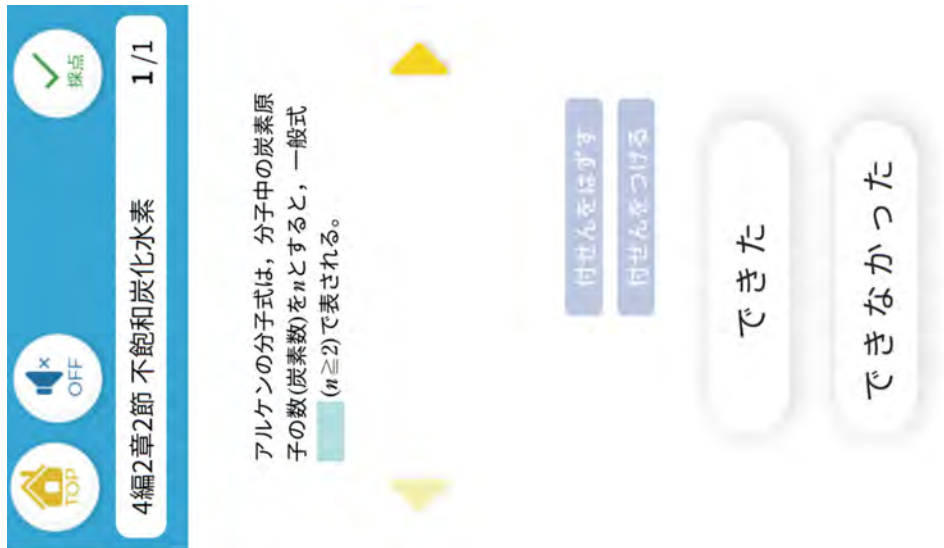 TOP
OFF
採点
4編2章2節 不飽和炭化水素 1/1
アルケンの分子式は，分子中の炭素原
子の数(炭素数)をnとすると，一般式
(n≧2)で表される。
付せんをはずす
付せんをつける
できた
できなかった